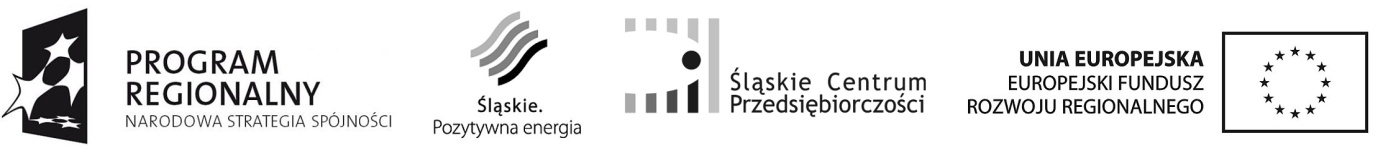 PROGRAM
REGIONALNY
NARODOWA STRATEGIA SPÓJNOŚCI
Śląskie.
Pozytywna energia
Śląskie Centrum
Przedsiębiorczości
UNIA EUROPEJSKA
EUROPEJSKI FUNDUSZ
ROZWOJU REGIONALNEGO